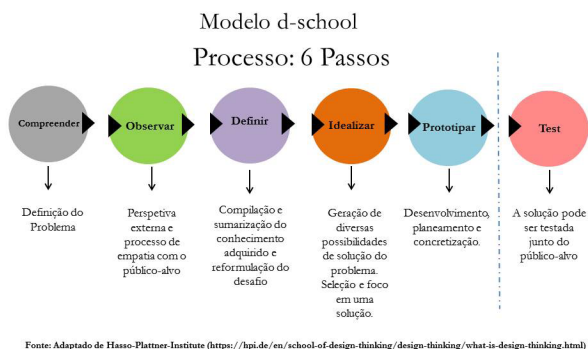 Modelo d-school
Processo: 6 Passos
Compreender
Observar
Definir
Idealizar
Prototipar
Test
Definição do
Problema
Perspetiva
externa e
processo de
empatia com o
público-alvo
Compilação e
sumarização do
conhecimento
adquirido e
reformulação do
desafio
Geração de
diversas
possibilidades
de solução do
problema.
Seleção e foco
em uma
solução.
Desenvolvimento,
planeamento e
concretização.
A solução pode
ser testada
junto do
público-alvo
Fonte: Adaptado de Hasso-Plattner-Institute (https://hpi.de/en/school-of-design-thinking/design-thinking/what-is-design-thinking.html)